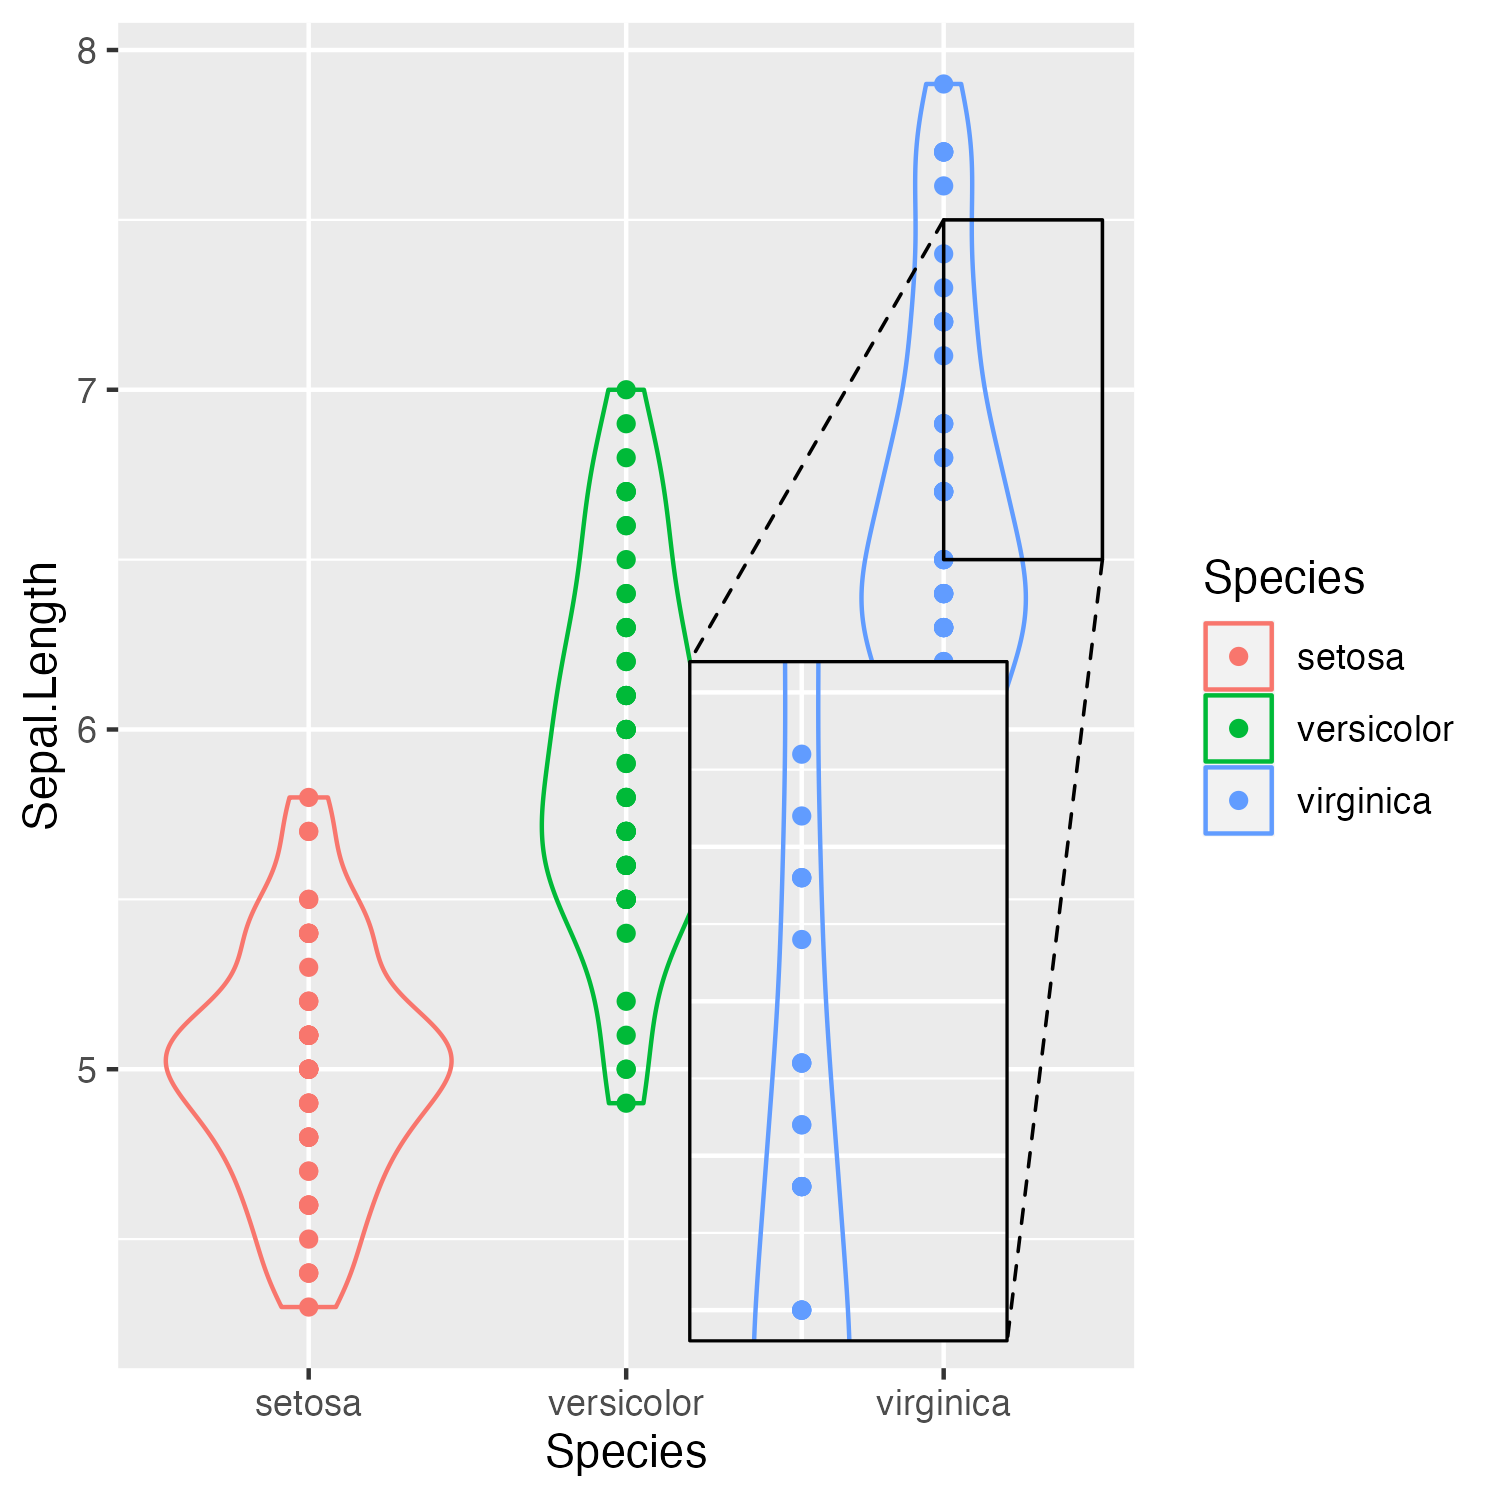 8
7
6
5
Sepal.Length
setosa
versicolor
virginica
Species
Species
setosa
versicolor
virginica